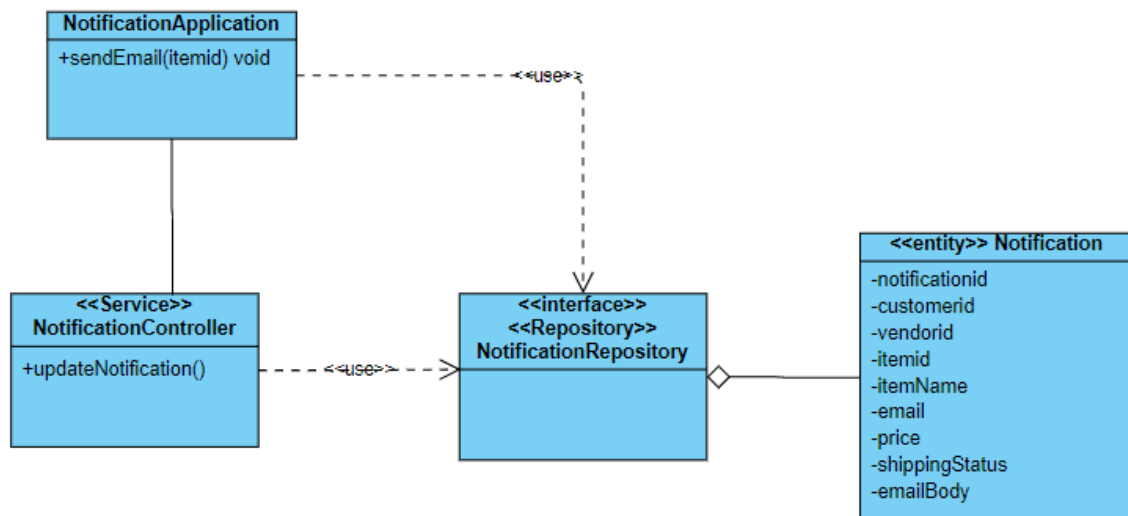 NotificationApplication
+sendEmail(itemid) void
<<use>>
<<Service>>
NotificationController
+updateNotification()
<<use>>
<<interface>>
<<Repository>>
NotificationRepository
<<entity>> Notification
-notificationid
-customerid
-vendorid
-itemid
-itemName
-email
-price
-shippingStatus
-emailBody